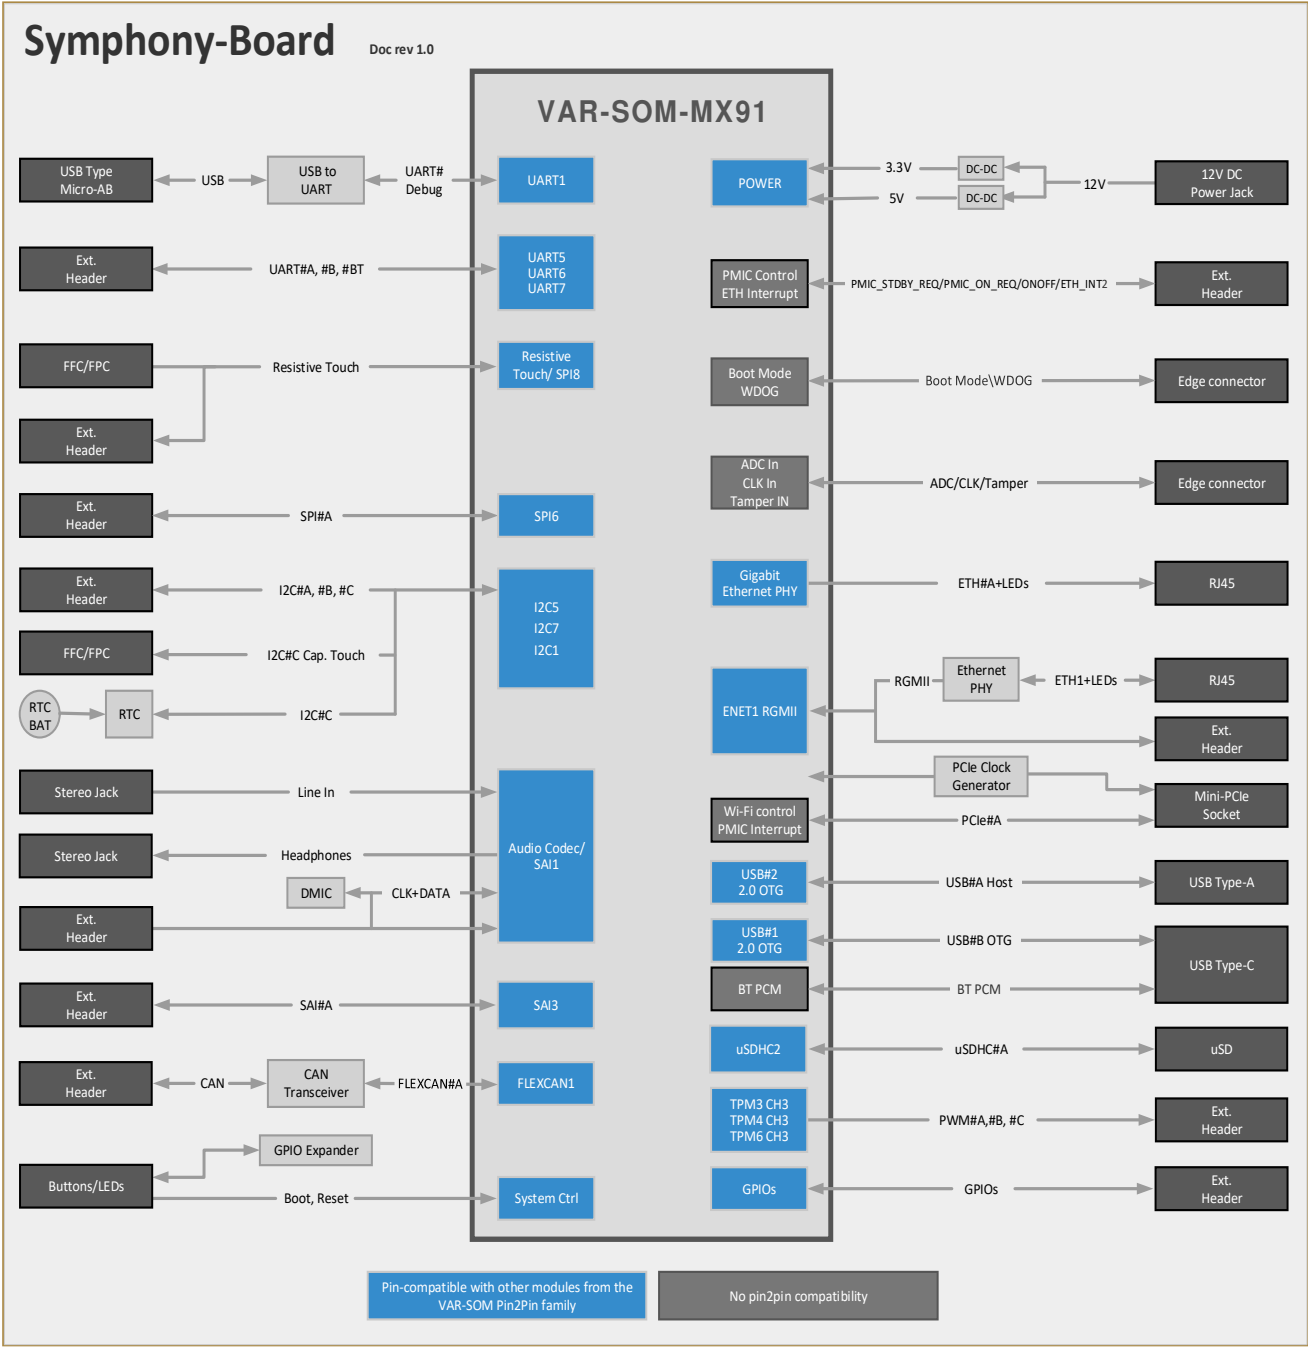 Symphony-Board
Doc rev 1.0
VAR-SOM-MX91
USB Type
Micro-AB
USB
USB to
UART
UART#
Debug
UART1
Ext.
Header
UART#A, #B, #BT
UART5
UART6
UART7
FFC/FPC
Resistive Touch
Resistive
Touch/ SPI8
Ext.
Header
Ext.
Header
SPI#A
SPI6
Ext.
Header
I2C#A, #B, #C
I2C5
I2C7
I2C1
FFC/FPC
I2C#C Cap. Touch
RTC
BAT
RTC
I2C#C
Stereo Jack
Line In
Audio Codec/
SAI1
Stereo Jack
Headphones
DMIC
CLK+DATA
Ext.
Header
Ext.
Header
SAI#A
SAI3
Ext.
Header
CAN
CAN
Transceiver
FLEXCAN#A
FLEXCAN1
GPIO Expander
Buttons/LEDs
Boot, Reset
System Ctrl
POWER
3.3V
DC-DC
5V
DC-DC
12V
12V DC
Power Jack
PMIC Control
ETH Interrupt
PMIC_STDBY_REQ/PMIC_ON_REQ/ONOFF/ETH_INT2
Ext.
Header
Boot Mode
WDOG
Boot Mode\WDOG
Edge connector
ADC In
CLK In
Tamper IN
ADC/CLK/Tamper
Edge connector
Gigabit
Ethernet PHY
ETH#A+LEDs
RJ45
ENET1 RGMII
RGMII
Ethernet
PHY
ETH1+LEDs
RJ45
Ext.
Header
PCIe Clock
Generator
Wi-Fi control
PMIC Interrupt
PCIe#A
Mini-PCIe
Socket
USB#2
2.0 OTG
USB#A Host
USB Type-A
USB#1
2.0 OTG
USB#B OTG
USB Type-C
BT PCM
BT PCM
uSDHC2
uSDHC#A
uSD
TPM3 CH3
TPM4 CH3
TPM6 CH3
PWM#A,#B, #C
Ext.
Header
GPIOs
GPIOs
Ext.
Header
Pin-compatible with other modules from the
VAR-SOM Pin2Pin family
No pin2pin compatibility